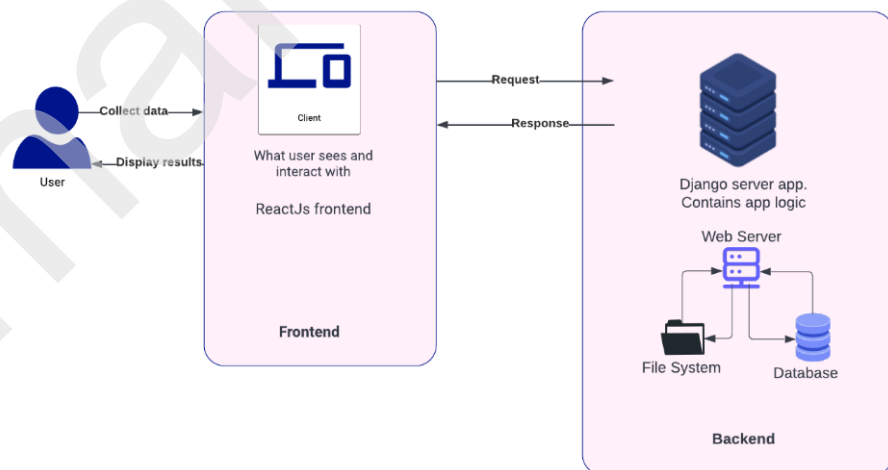 User
Collect data
Display results
Client
What user sees and
interact with
ReactJs frontend
Frontend
Request
Response
Django server app.
Contains app logic
Web Server
File System
Database
Backend